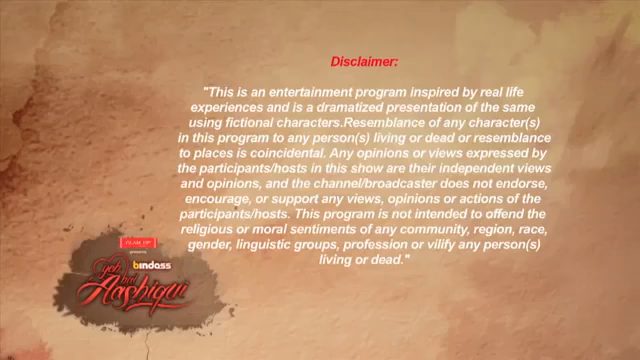 Disclaimer:
"This is an entertainment program inspired by real life
experiences and is a dramatized presentation of the same
using fictional characters.Resemblance of any character(s)
in this program to any person(s) living or dead or resemblance
to places is coincidental. Any opinions or views expressed by
the participants/hosts in this show are their independent views
and opinions, and the channel/broadcaster does not endorse,
encourage, or support any views, opinions or actions of the
participants/hosts. This program is not intended to offend the
religious or moral sentiments of any community, region, race,
gender, linguistic groups, profession or vilify any person(s)
living or dead."
bindass
yeh
hai
Aashiqui